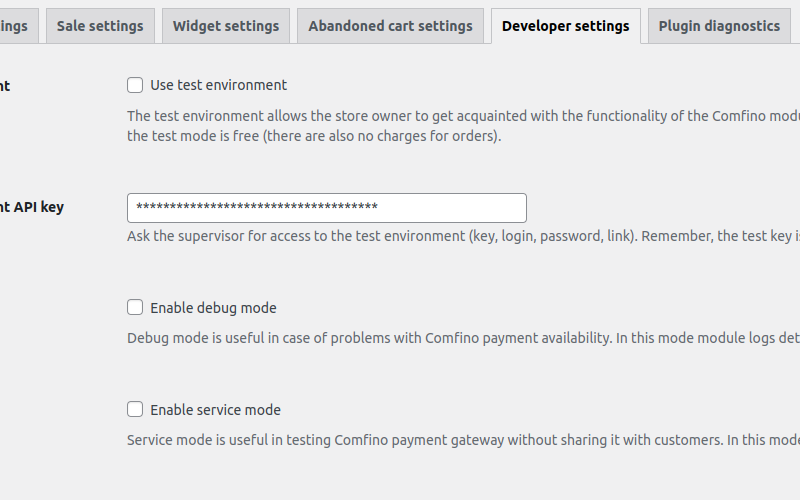 ings Sale settings Widget settings Abandoned cart settings Developer settings Plugin diagnostics
nt Use test environment
The test environment allows the store owner to get acquainted with the functionality of the Comfino modu
the test mode is free (there are also no charges for orders).
nt API key ************************************
Ask the supervisor for access to the test environment (key, login, password, link). Remember, the test key is
Enable debug mode
Debug mode is useful in case of problems with Comfino payment availability. In this mode module logs det
Enable service mode
Service mode is useful in testing Comfino payment gateway without sharing it with customers. In this mode